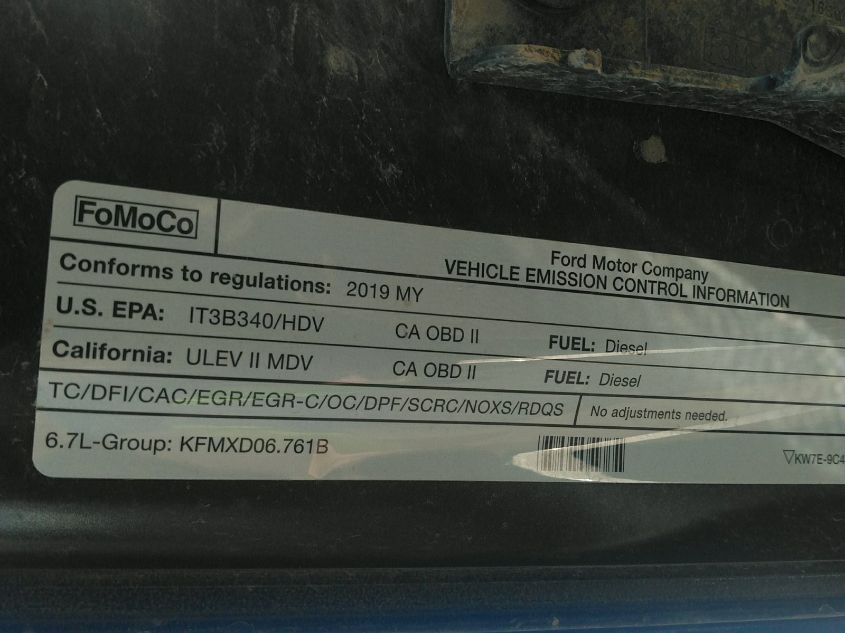 FoMoCo
Ford Motor Company
VEHICLE EMISSION CONTROL INFORMATION
Conforms to regulations: 2019 MY
U.S. EPA: IT3B340/HDV CA OBD II FUEL: Diesel
California: ULEV II MDV CA OBD II FUEL: Diesel
TC/DFI/CAC/EGR/EGR-C/OC/DPF/SCRC/NOXS/RDQS No adjustments needed.
6.7L-Group: KFMXD06.761B ▽KW7E-9C4